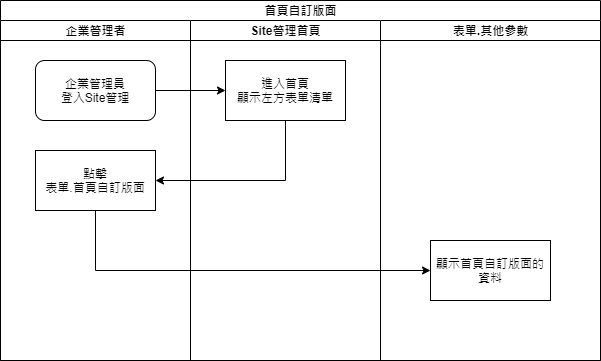 首頁自訂版面
企業管理者
Site管理首頁
表單.其他參數
企業管理員
登入Site管理
進入首頁
顯示左方表單清單
點擊
表單.首頁自訂版面
顯示首頁自訂版面的
資料